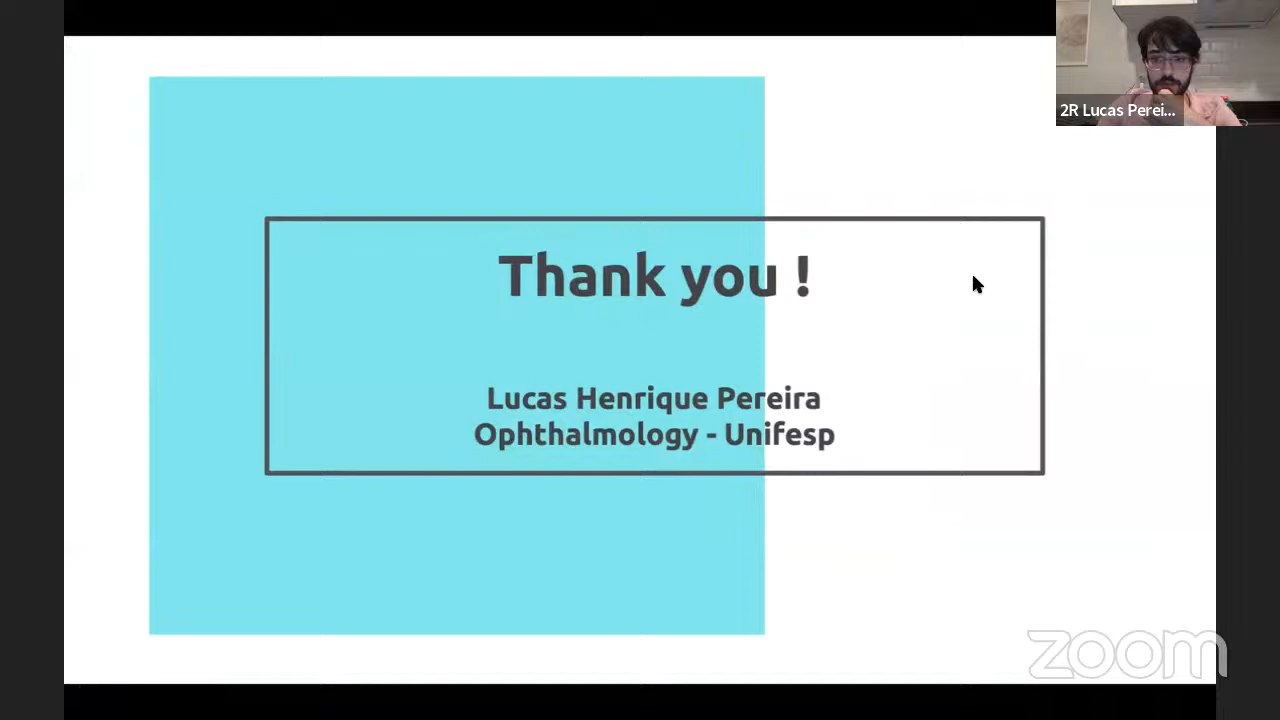 2R Lucas Perei...
Thank you !
Lucas Henrique Pereira
Ophthalmology - Unifesp
zoom